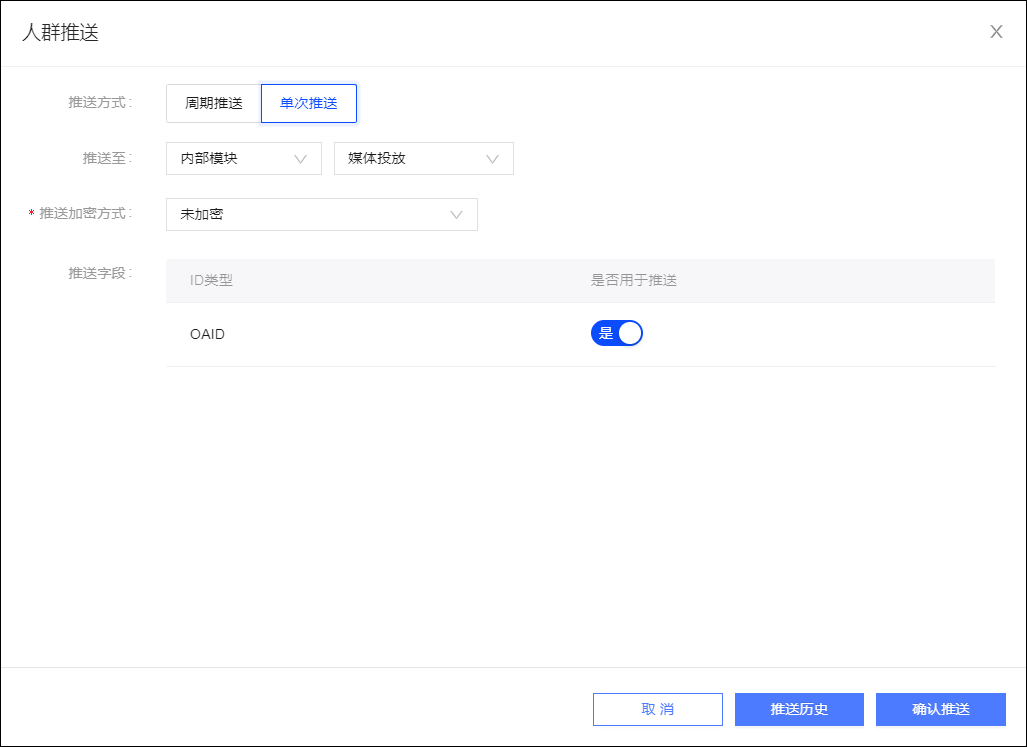 人群推送
X
推送方式:
周期推送
单次推送
推送至:
内部模块
媒体投放
* 推送加密方式:
未加密
推送字段:
ID类型
是否用于推送
OAID
是
取 消
推送历史
确认推送